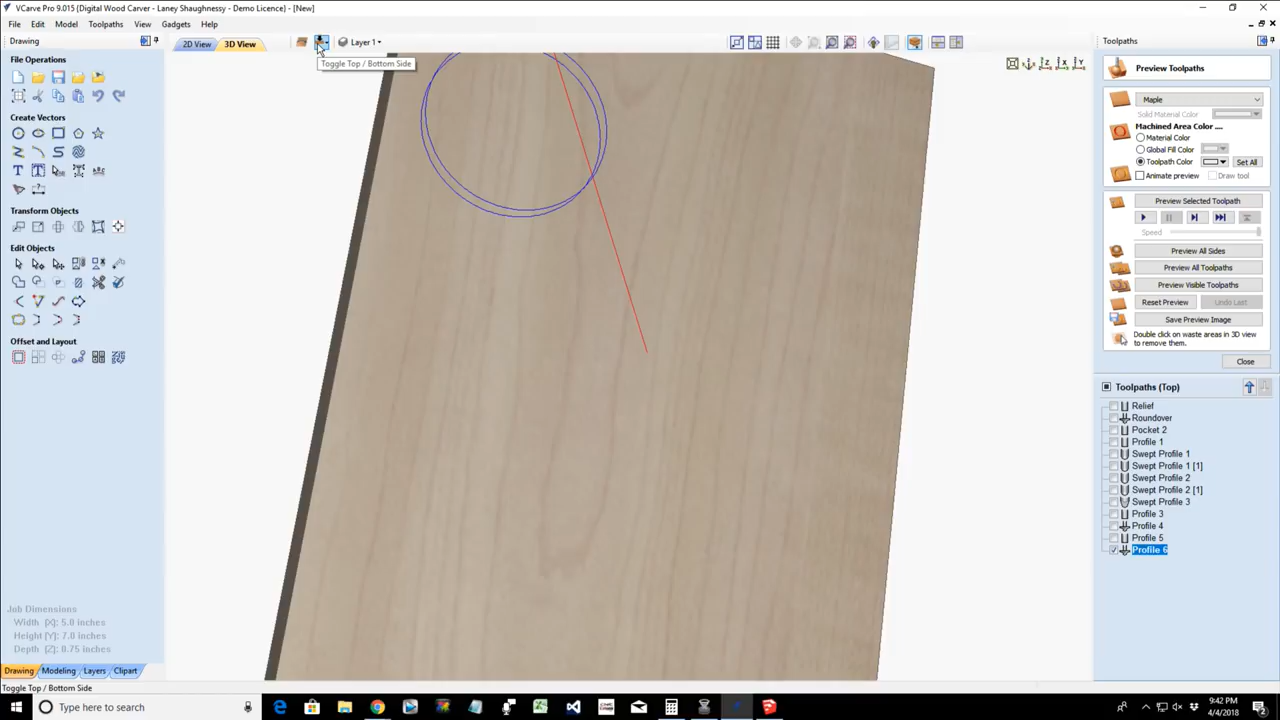 VCarve Pro 9.015 {Digital Wood Carver - Laney Shaughnessy - Demo Licence} - [New]
File Edit Model Toolpaths View Gadgets Help
Drawing
2D View 3D View Layer 1
Toggle Top / Bottom Side
File Operations
Create Vectors
Transform Objects
Edit Objects
Offset and Layout
Job Dimensions
Width (X): 5.0 inches
Height (Y): 7.0 inches
Depth (Z): 0.75 inches
Drawing Modeling Layers Clipart
Toggle Top / Bottom Side
Toolpaths
Preview Toolpaths
Maple
Solid Material Color
Machined Area Color ....
Material Color
Global Fill Color
Toolpath Color Set All
Animate preview Draw tool
Preview Selected Toolpath
Speed
Preview All Sides
Preview All Toolpaths
Preview Visible Toolpaths
Reset Preview Undo Last
Save Preview Image
Double click on waste areas in 3D view
to remove them.
Close
Toolpaths (Top)
Relief
Roundover
Pocket 2
Profile 1
Swept Profile 1
Swept Profile 1 [1]
Swept Profile 2
Swept Profile 2 [1]
Swept Profile 3
Profile 3
Profile 4
Profile 5
Profile 6
Type here to search
9:42 PM
4/4/2018